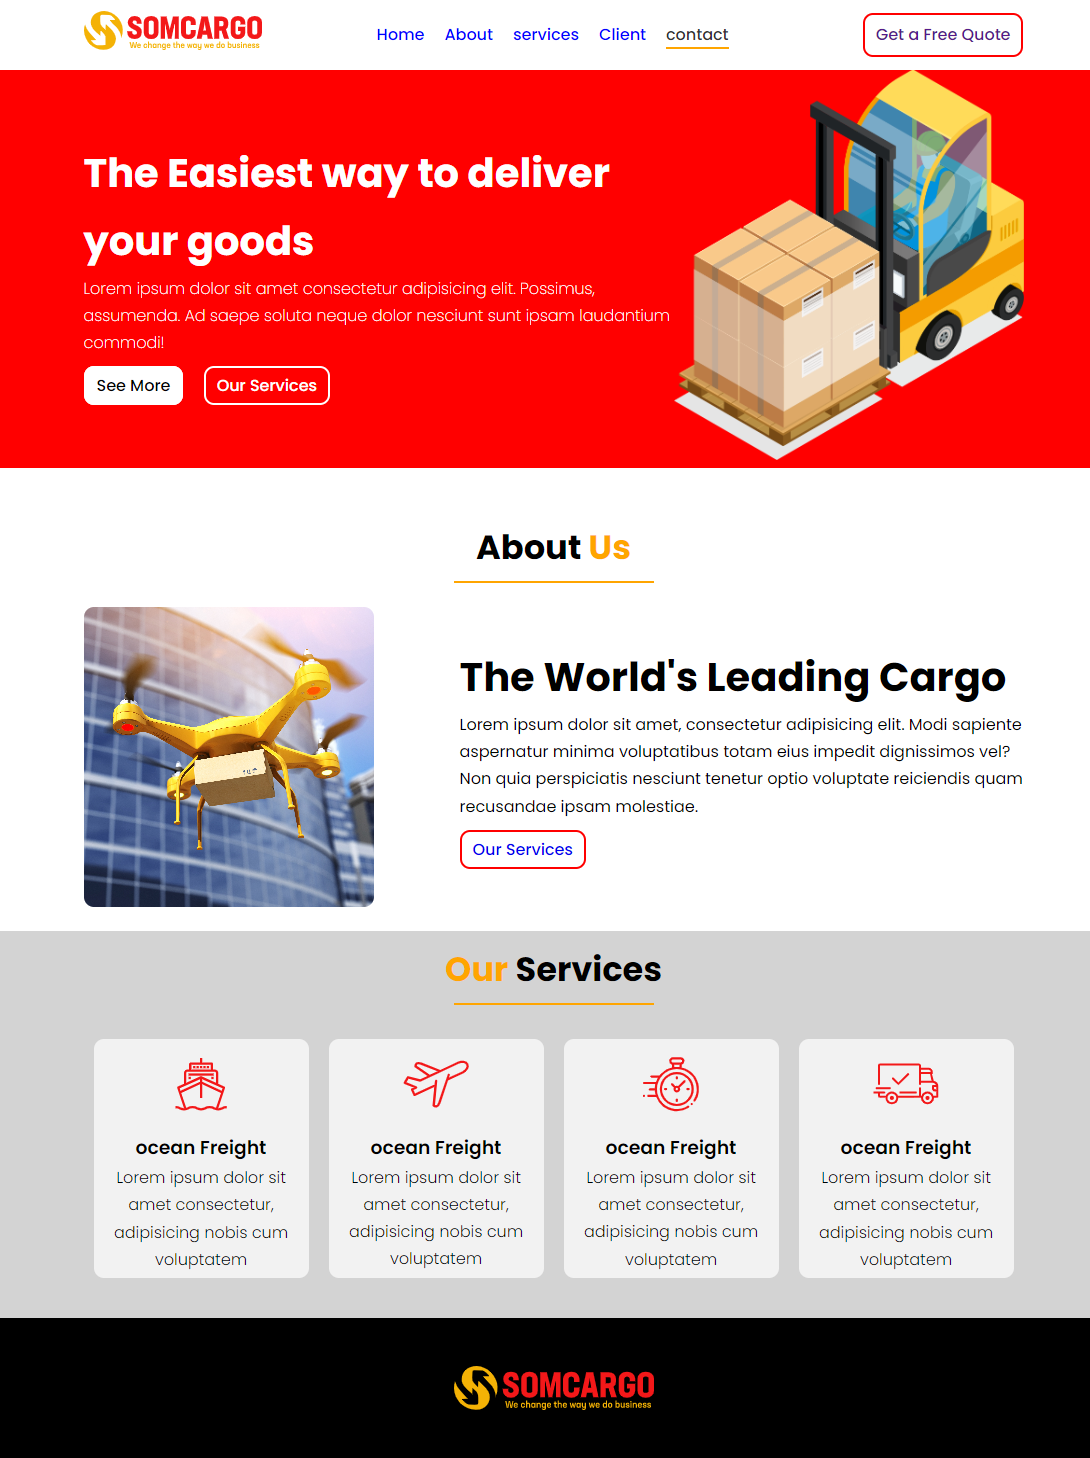 SOMCARGO
We change the way we do business
Home About services Client contact
Get a Free Quote
The Easiest way to deliver
your goods
Lorem ipsum dolor sit amet consectetur adipisicing elit. Possimus,
assumenda. Ad saepe soluta neque dolor nesciunt sunt ipsam laudantium
commodi!
See More Our Services
About Us
The World's Leading Cargo
Lorem ipsum dolor sit amet, consectetur adipisicing elit. Modi sapiente
aspernatur minima voluptatibus totam eius impedit dignissimos vel?
Non quia perspiciatis nesciunt tenetur optio voluptate reiciendis quam
recusandae ipsam molestiae.
Our Services
Our Services
ocean Freight
Lorem ipsum dolor sit
amet consectetur,
adipisicing nobis cum
voluptatem
ocean Freight
Lorem ipsum dolor sit
amet consectetur,
adipisicing nobis cum
voluptatem
ocean Freight
Lorem ipsum dolor sit
amet consectetur,
adipisicing nobis cum
voluptatem
ocean Freight
Lorem ipsum dolor sit
amet consectetur,
adipisicing nobis cum
voluptatem
SOMCARGO
We change the way we do business